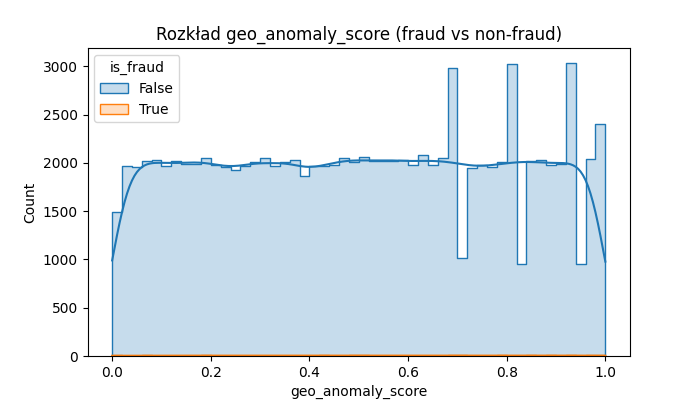 Rozkład geo_anomaly_score (fraud vs non-fraud)
is_fraud
False
True
3000
2500
2000
1500
1000
500
0
Count
0.0 0.2 0.4 0.6 0.8 1.0
geo_anomaly_score